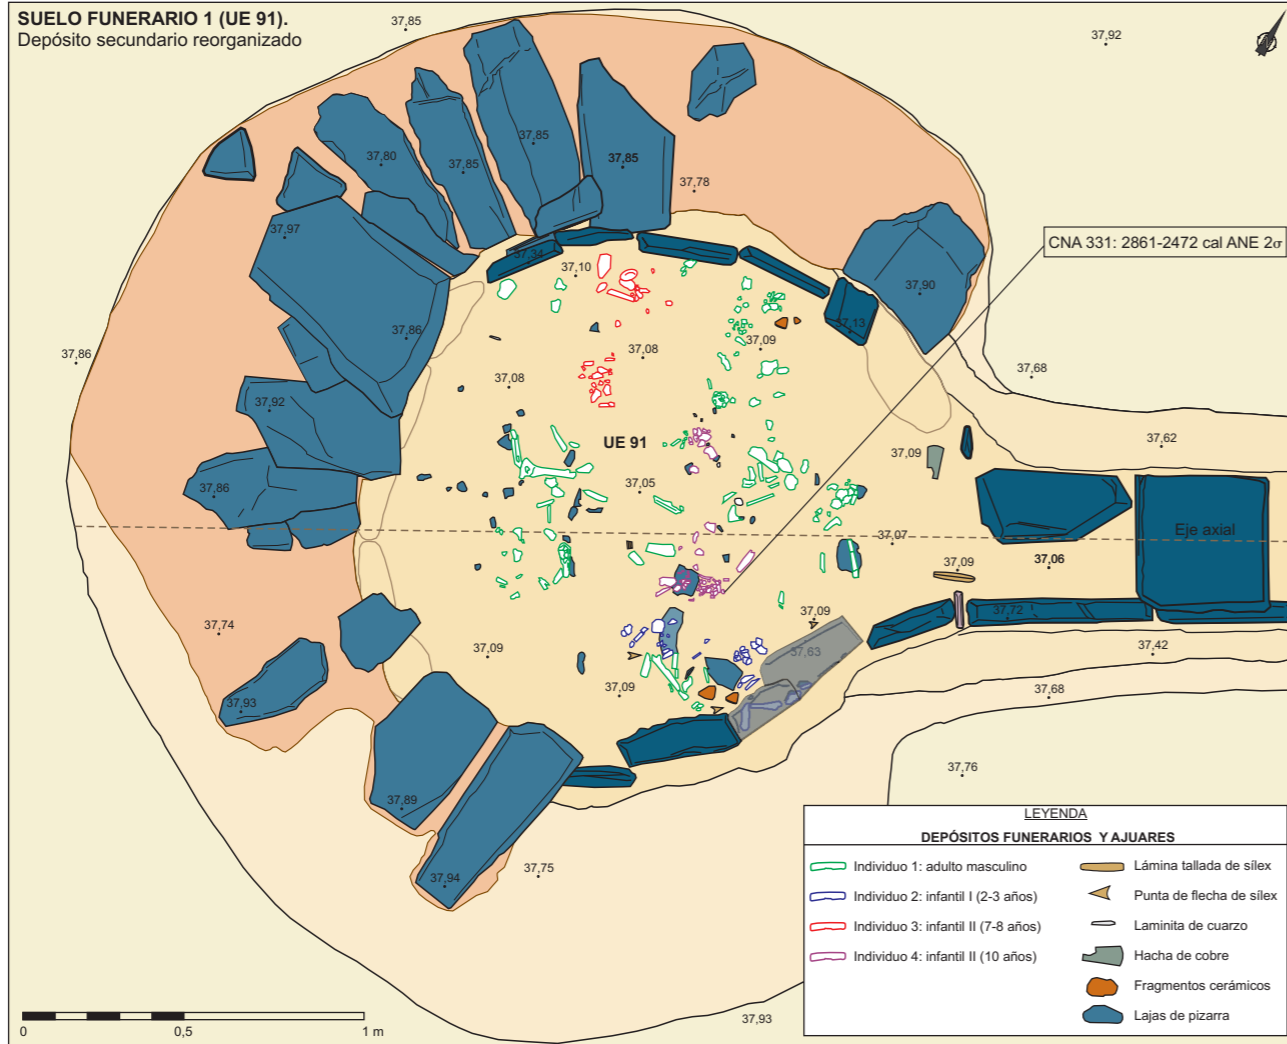 SUELO FUNERARIO 1 (UE 91).
Depósito secundario reorganizado
37,85
37,92
37,85
37,80
37,85
37,85
37,78
37,97
CNA 331: 2861-2472 cal ANE 2σ
37,34
37,10
37,90
37,13
37,86
37,86
37,09
37,08
37,68
37,08
37,92
UE 91
37,62
37,09
37,86
37,05
Eje axial
37,07
37,09
37,06
37,72
37,09
37,74
37,09
37,63
37,42
37,09
37,68
37,93
37,76
37,89
37,75
37,94
37,93
0
0,5
1 m
LEYENDA
DEPÓSITOS FUNERARIOS Y AJUARES
Individuo 1: adulto masculino
Individuo 2: infantil I (2-3 años)
Individuo 3: infantil II (7-8 años)
Individuo 4: infantil II (10 años)
Lámina tallada de sílex
Punta de flecha de sílex
Laminita de cuarzo
Hacha de cobre
Fragmentos cerámicos
Lajas de pizarra